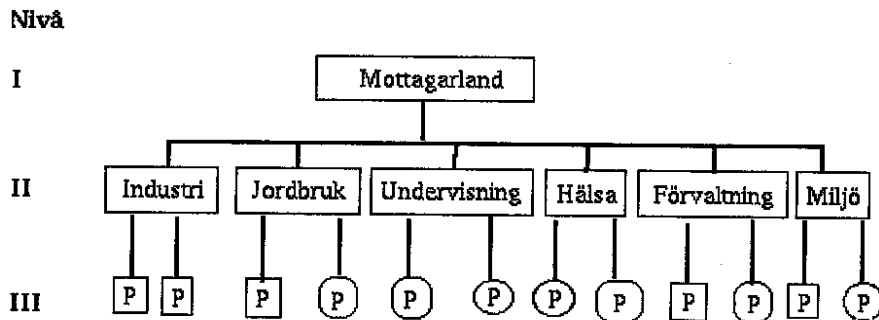 Nivå
I Mottagarland
II Industri Jordbruk Undervisning Hälsa Förvaltning Miljö
III P P P P P P P P P P P P